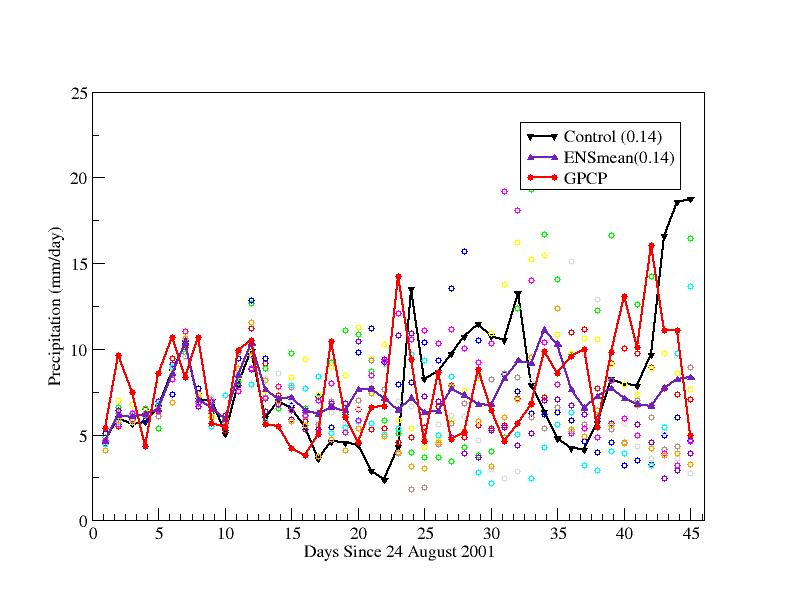 25
20
15
10
5
0
Precipitation (mm/day)
Control (0.14)
ENSmean(0.14)
GPCP
0 5 10 15 20 25 30 35 40 45
Days Since 24 August 2001